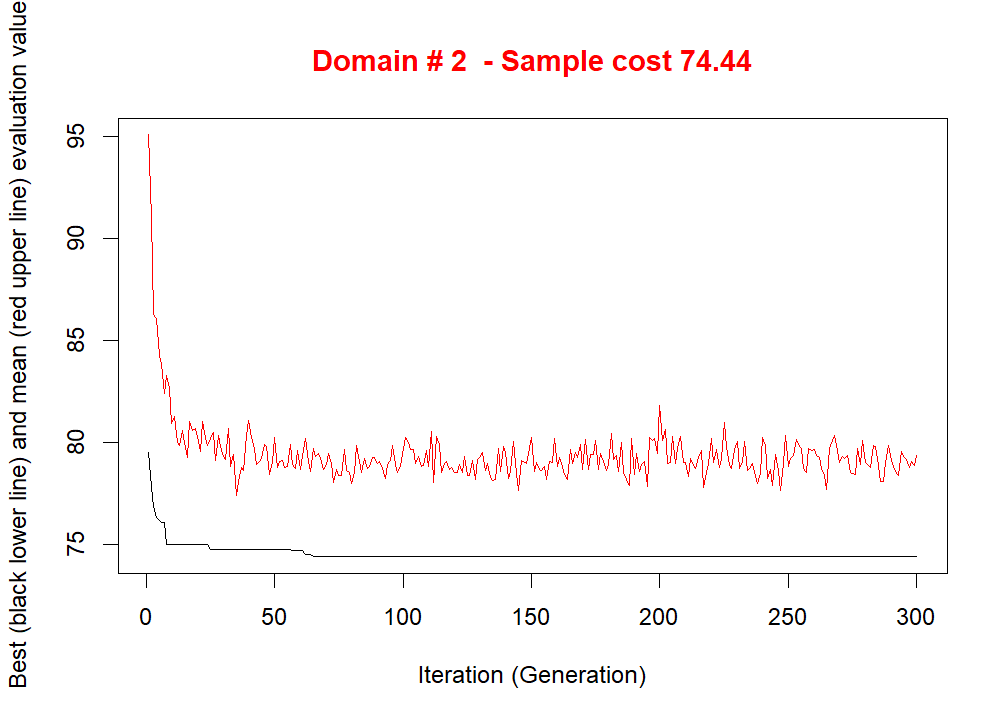 Domain # 2  - Sample cost 74.44
Best (black lower line) and mean (red upper line) evaluation value
95
90
85
80
75
0 50 100 150 200 250 300
Iteration (Generation)